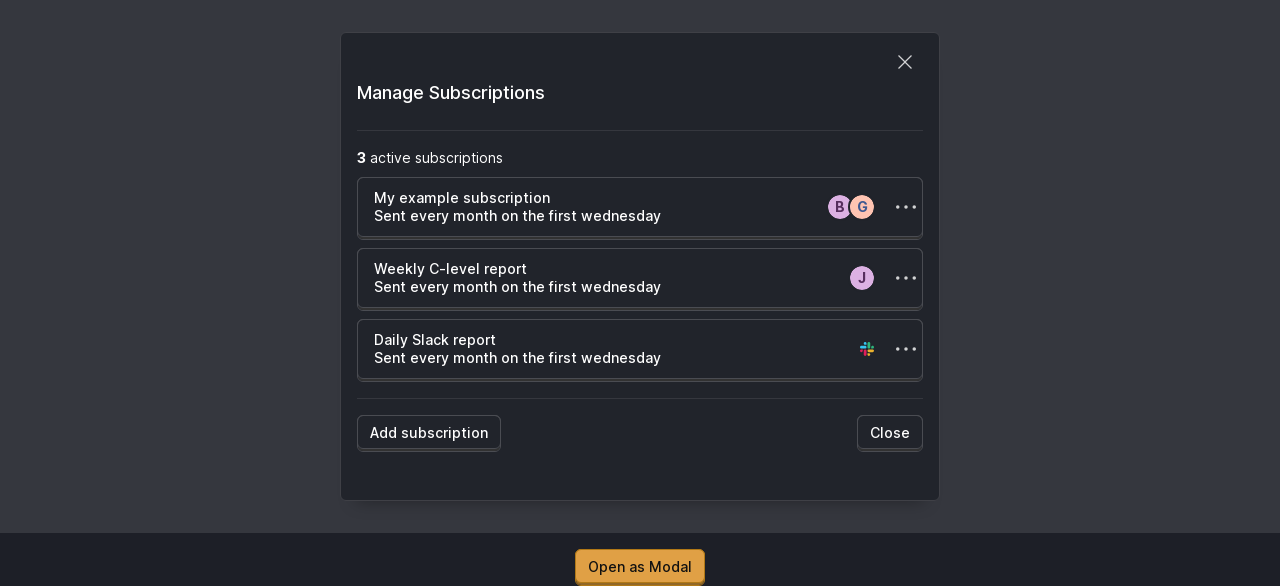 Manage Subscriptions
3 active subscriptions
My example subscription
Sent every month on the first wednesday
B G
Weekly C-level report
Sent every month on the first wednesday
J
Daily Slack report
Sent every month on the first wednesday
Add subscription
Close
Open as Modal